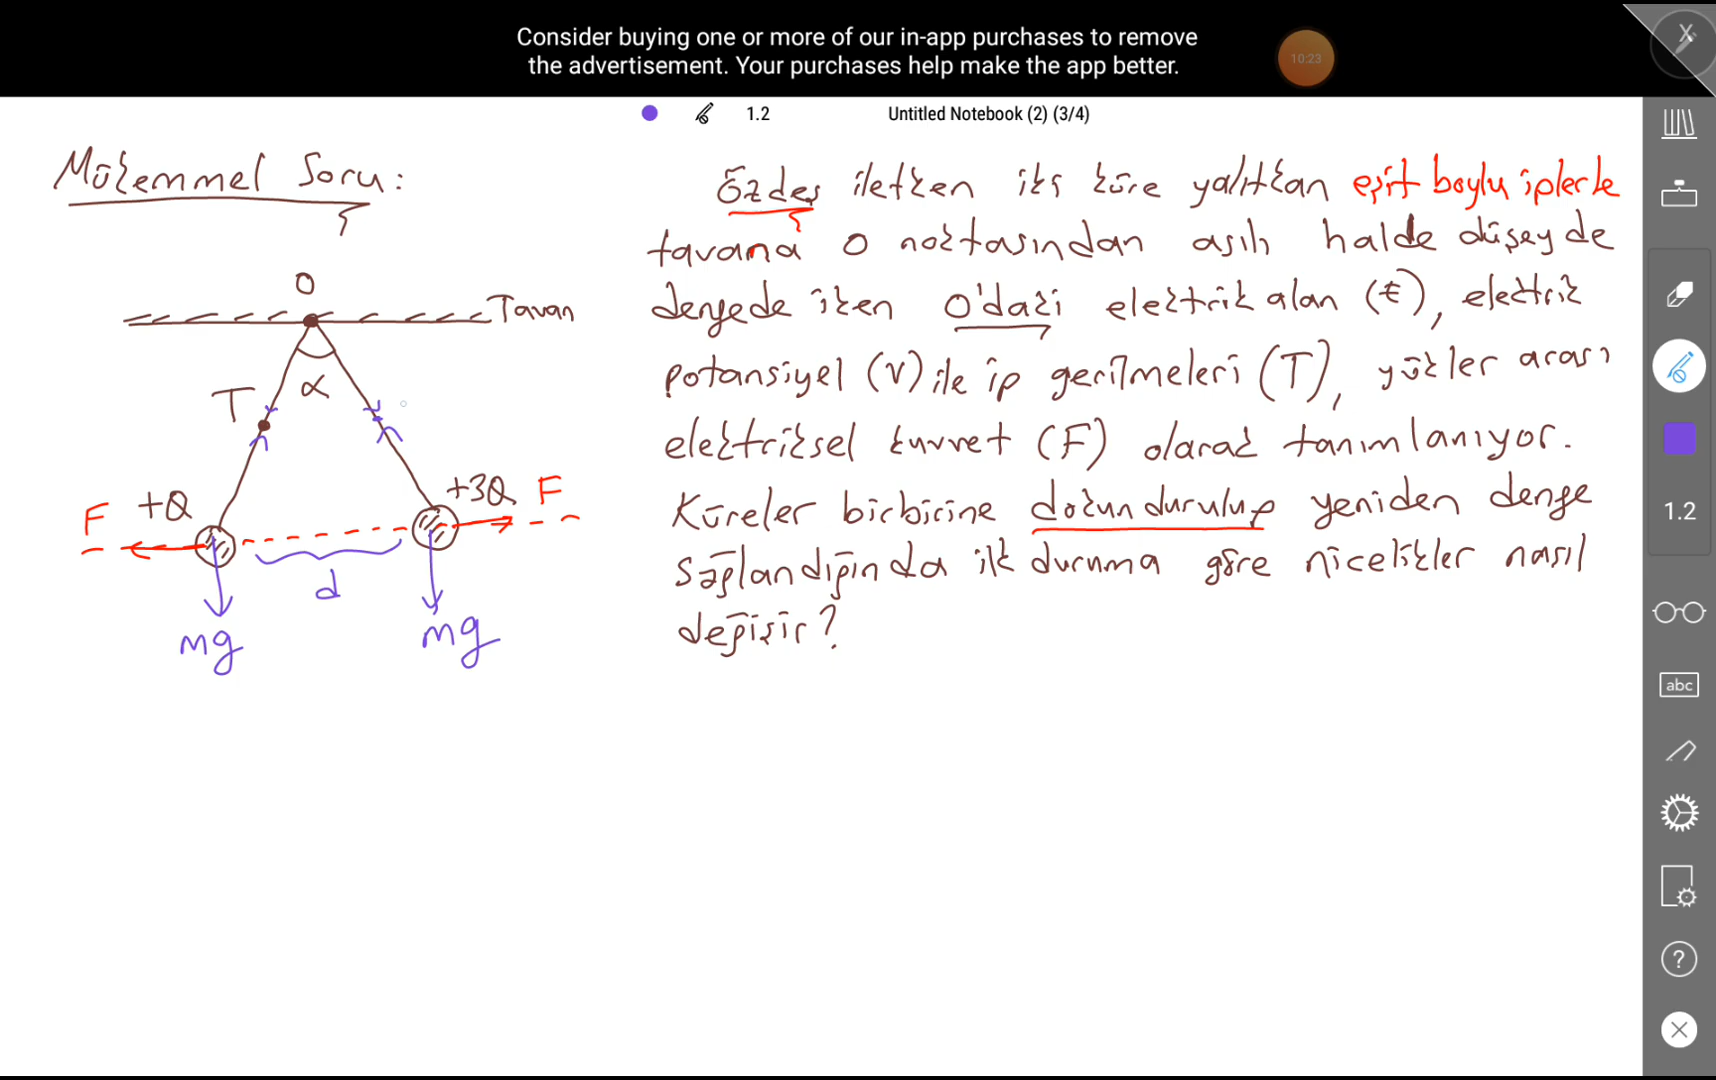 Consider buying one or more of our in-app purchases to remove
the advertisement. Your purchases help make the app better.
10:23
X
1.2
Untitled Notebook (2) (3/4)
Mükemmel Soru:
Özdeş iletken iki küre yalıtkan eşit boylu iplerle
tavana O noktasından asılı halde düşeyde
dengede iken O'daki elektrik alan (E), elektrik
potansiyel (V) ile ip gerilmeleri (T), yükler arası
elektriksel kuvvet (F) olarak tanımlanıyor.
Küreler birbirine dokundurulup yeniden denge
sağlandığında ilk duruma göre nicelikler nasıl
değişir?
O
Tavan
α
T
F
+Q
+3Q
F
d
mg
mg
1.2
abc
?